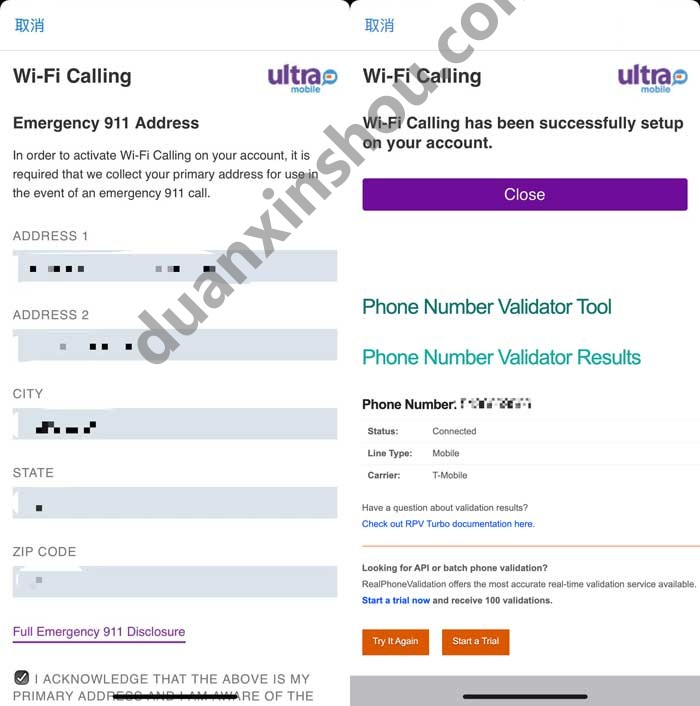 取消
Wi-Fi Calling
ultra
mobile
Emergency 911 Address
In order to activate Wi-Fi Calling on your account, it is
required that we collect your primary address for use in
the event of an emergency 911 call.
ADDRESS 1
ADDRESS 2
CITY
STATE
ZIP CODE
Full Emergency 911 Disclosure
I ACKNOWLEDGE THAT THE ABOVE IS MY
PRIMARY ADDRESS AND I AM AWARE OF THE
取消
Wi-Fi Calling
ultra
mobile
Wi-Fi Calling has been successfully setup
on your account.
Close
Phone Number Validator Tool
Phone Number Validator Results
Phone Number:
Status: Connected
Line Type: Mobile
Carrier: T-Mobile
Have a question about validation results?
Check out RPV Turbo documentation here.
Looking for API or batch phone validation?
RealPhoneValidation offers the most accurate real-time validation service available.
Start a trial now and receive 100 validations.
Try It Again
Start a Trial
duanxinshou.com